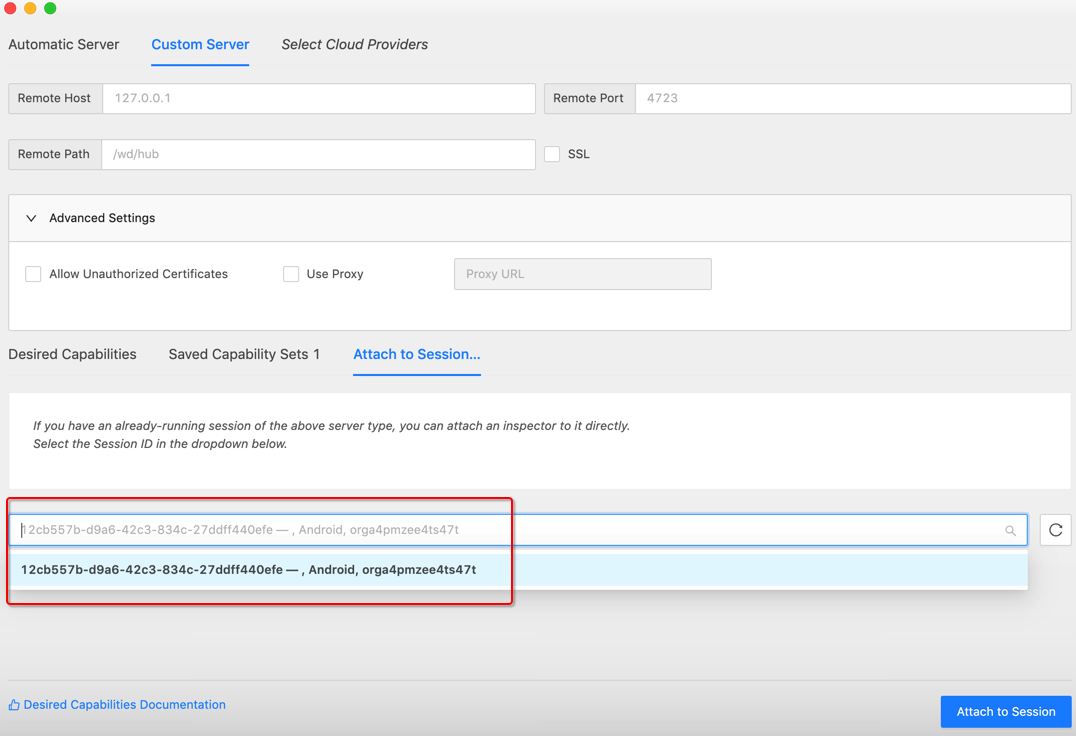 Automatic Server
Custom Server
Select Cloud Providers
Remote Host
127.0.0.1
Remote Port
4723
Remote Path
/wd/hub
SSL
Advanced Settings
Allow Unauthorized Certificates
Use Proxy
Proxy URL
Desired Capabilities
Saved Capability Sets 1
Attach to Session...
If you have an already-running session of the above server type, you can attach an inspector to it directly.
Select the Session ID in the dropdown below.
12cb557b-d9a6-42c3-834c-27ddff440efe — , Android, orga4pmzee4ts47t
12cb557b-d9a6-42c3-834c-27ddff440efe — , Android, orga4pmzee4ts47t
Desired Capabilities Documentation
Attach to Session